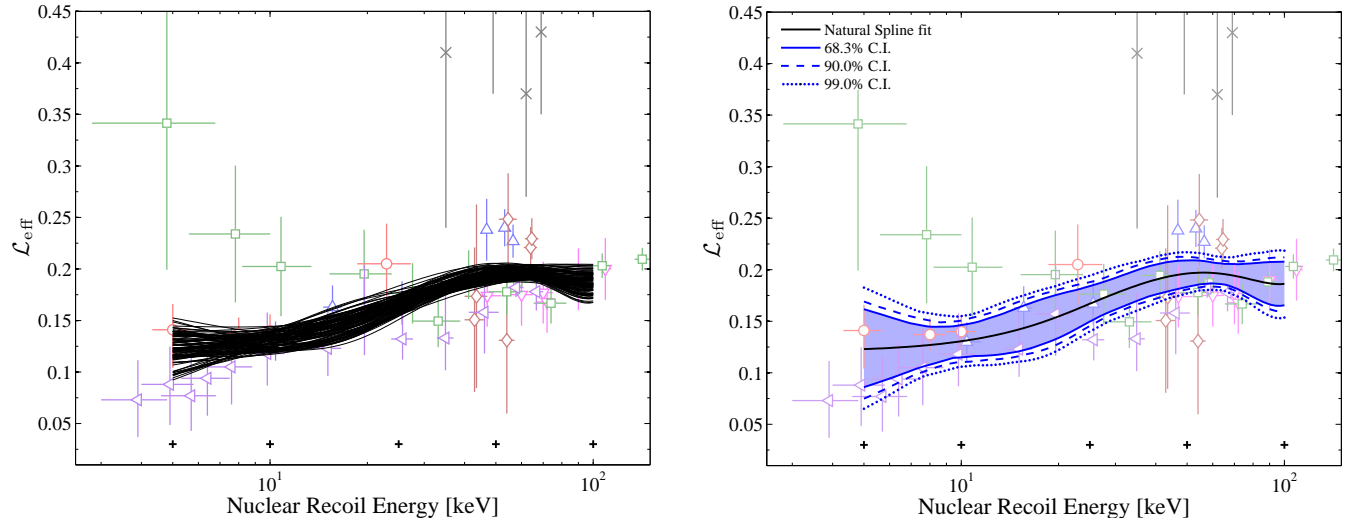 0.45
0.4
0.35
0.3
0.25
0.2
0.15
0.1
0.05
ℒeff
10¹
10²
Nuclear Recoil Energy [keV]
0.45
0.4
0.35
0.3
0.25
0.2
0.15
0.1
0.05
ℒeff
10¹
10²
Nuclear Recoil Energy [keV]
Natural Spline fit
68.3% C.I.
90.0% C.I.
99.0% C.I.